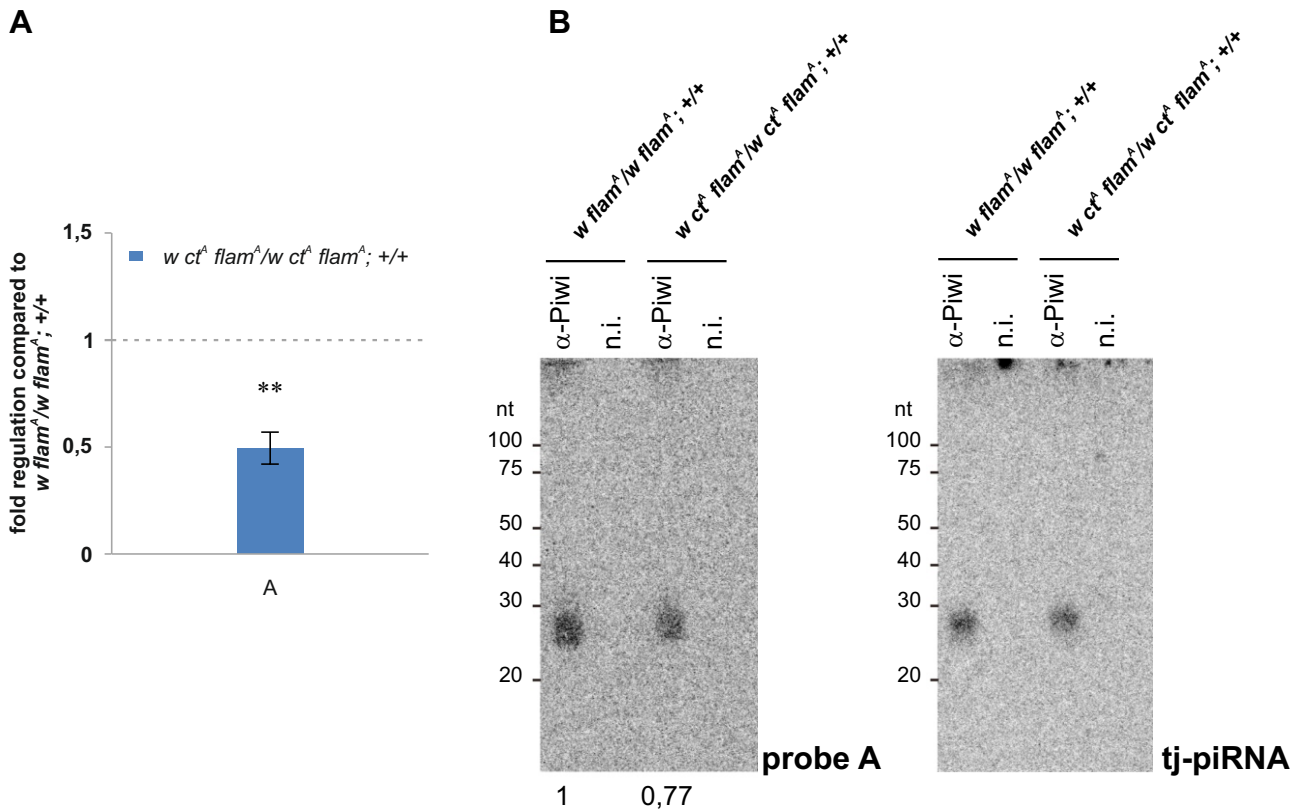 A
fold regulation compared to
w flam^A/w flam^A; +/+
1,5
1
0,5
0
w ct^A flam^A/w ct^A flam^A; +/+
**
A
B
w flam^A/w flam^A; +/+
w ct^A flam^A/w ct^A flam^A; +/+
α-Piwi
n.i.
α-Piwi
n.i.
nt
100
75
50
40
30
20
probe A
1
0,77
w flam^A/w flam^A; +/+
w ct^A flam^A/w ct^A flam^A; +/+
α-Piwi
n.i.
α-Piwi
n.i.
nt
100
75
50
40
30
20
tj-piRNA